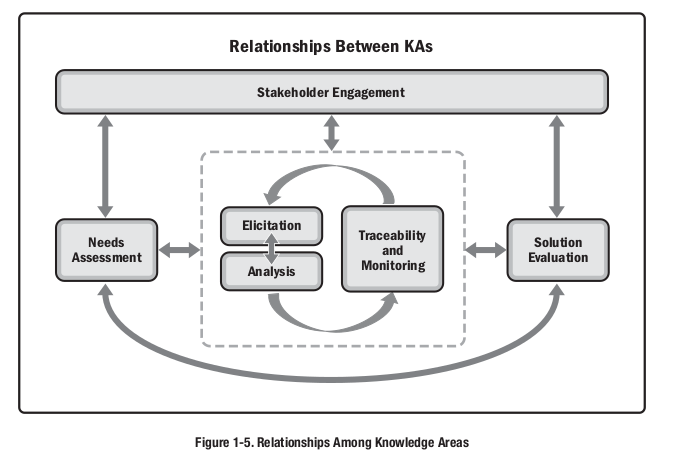 Relationships Between KAs
Stakeholder Engagement
Needs
Assessment
Elicitation
Analysis
Traceability
and
Monitoring
Solution
Evaluation
Figure 1-5. Relationships Among Knowledge Areas